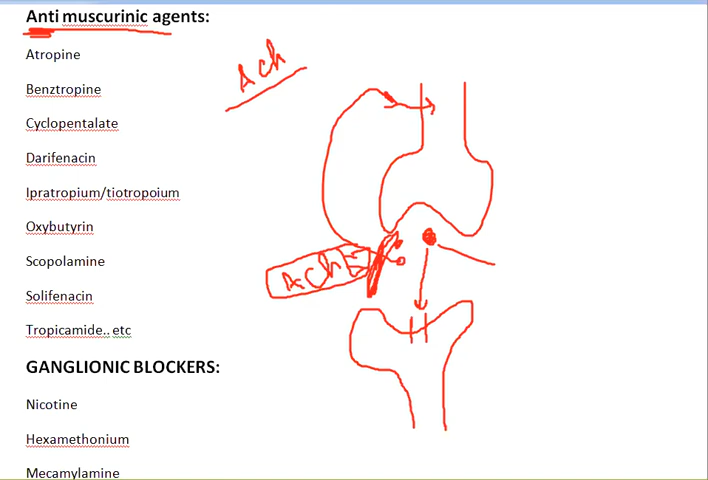 Anti muscurinic agents:
Atropine
Benztropine
Cyclopentalate
Darifenacin
Ipratropium/tiotropoium
Oxybutyrin
Scopolamine
Solifenacin
Tropicamide.. etc
GANGLIONIC BLOCKERS:
Nicotine
Hexamethonium
Mecamylamine
Ach
ACh